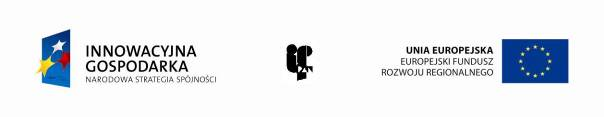 INNOWACYJNA
GOSPODARKA
NARODOWA STRATEGIA SPÓJNOŚCI
UNIA EUROPEJSKA
EUROPEJSKI FUNDUSZ
ROZWOJU REGIONALNEGO